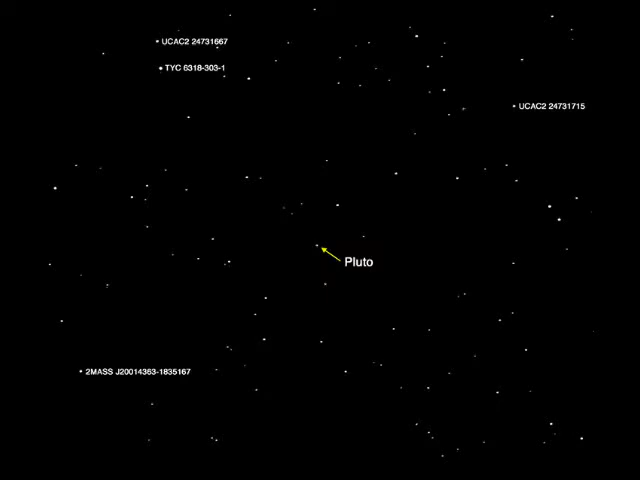 UCAC2 24731667
TYC 6318-303-1
UCAC2 24731715
Pluto
2MASS J20014363-1835167